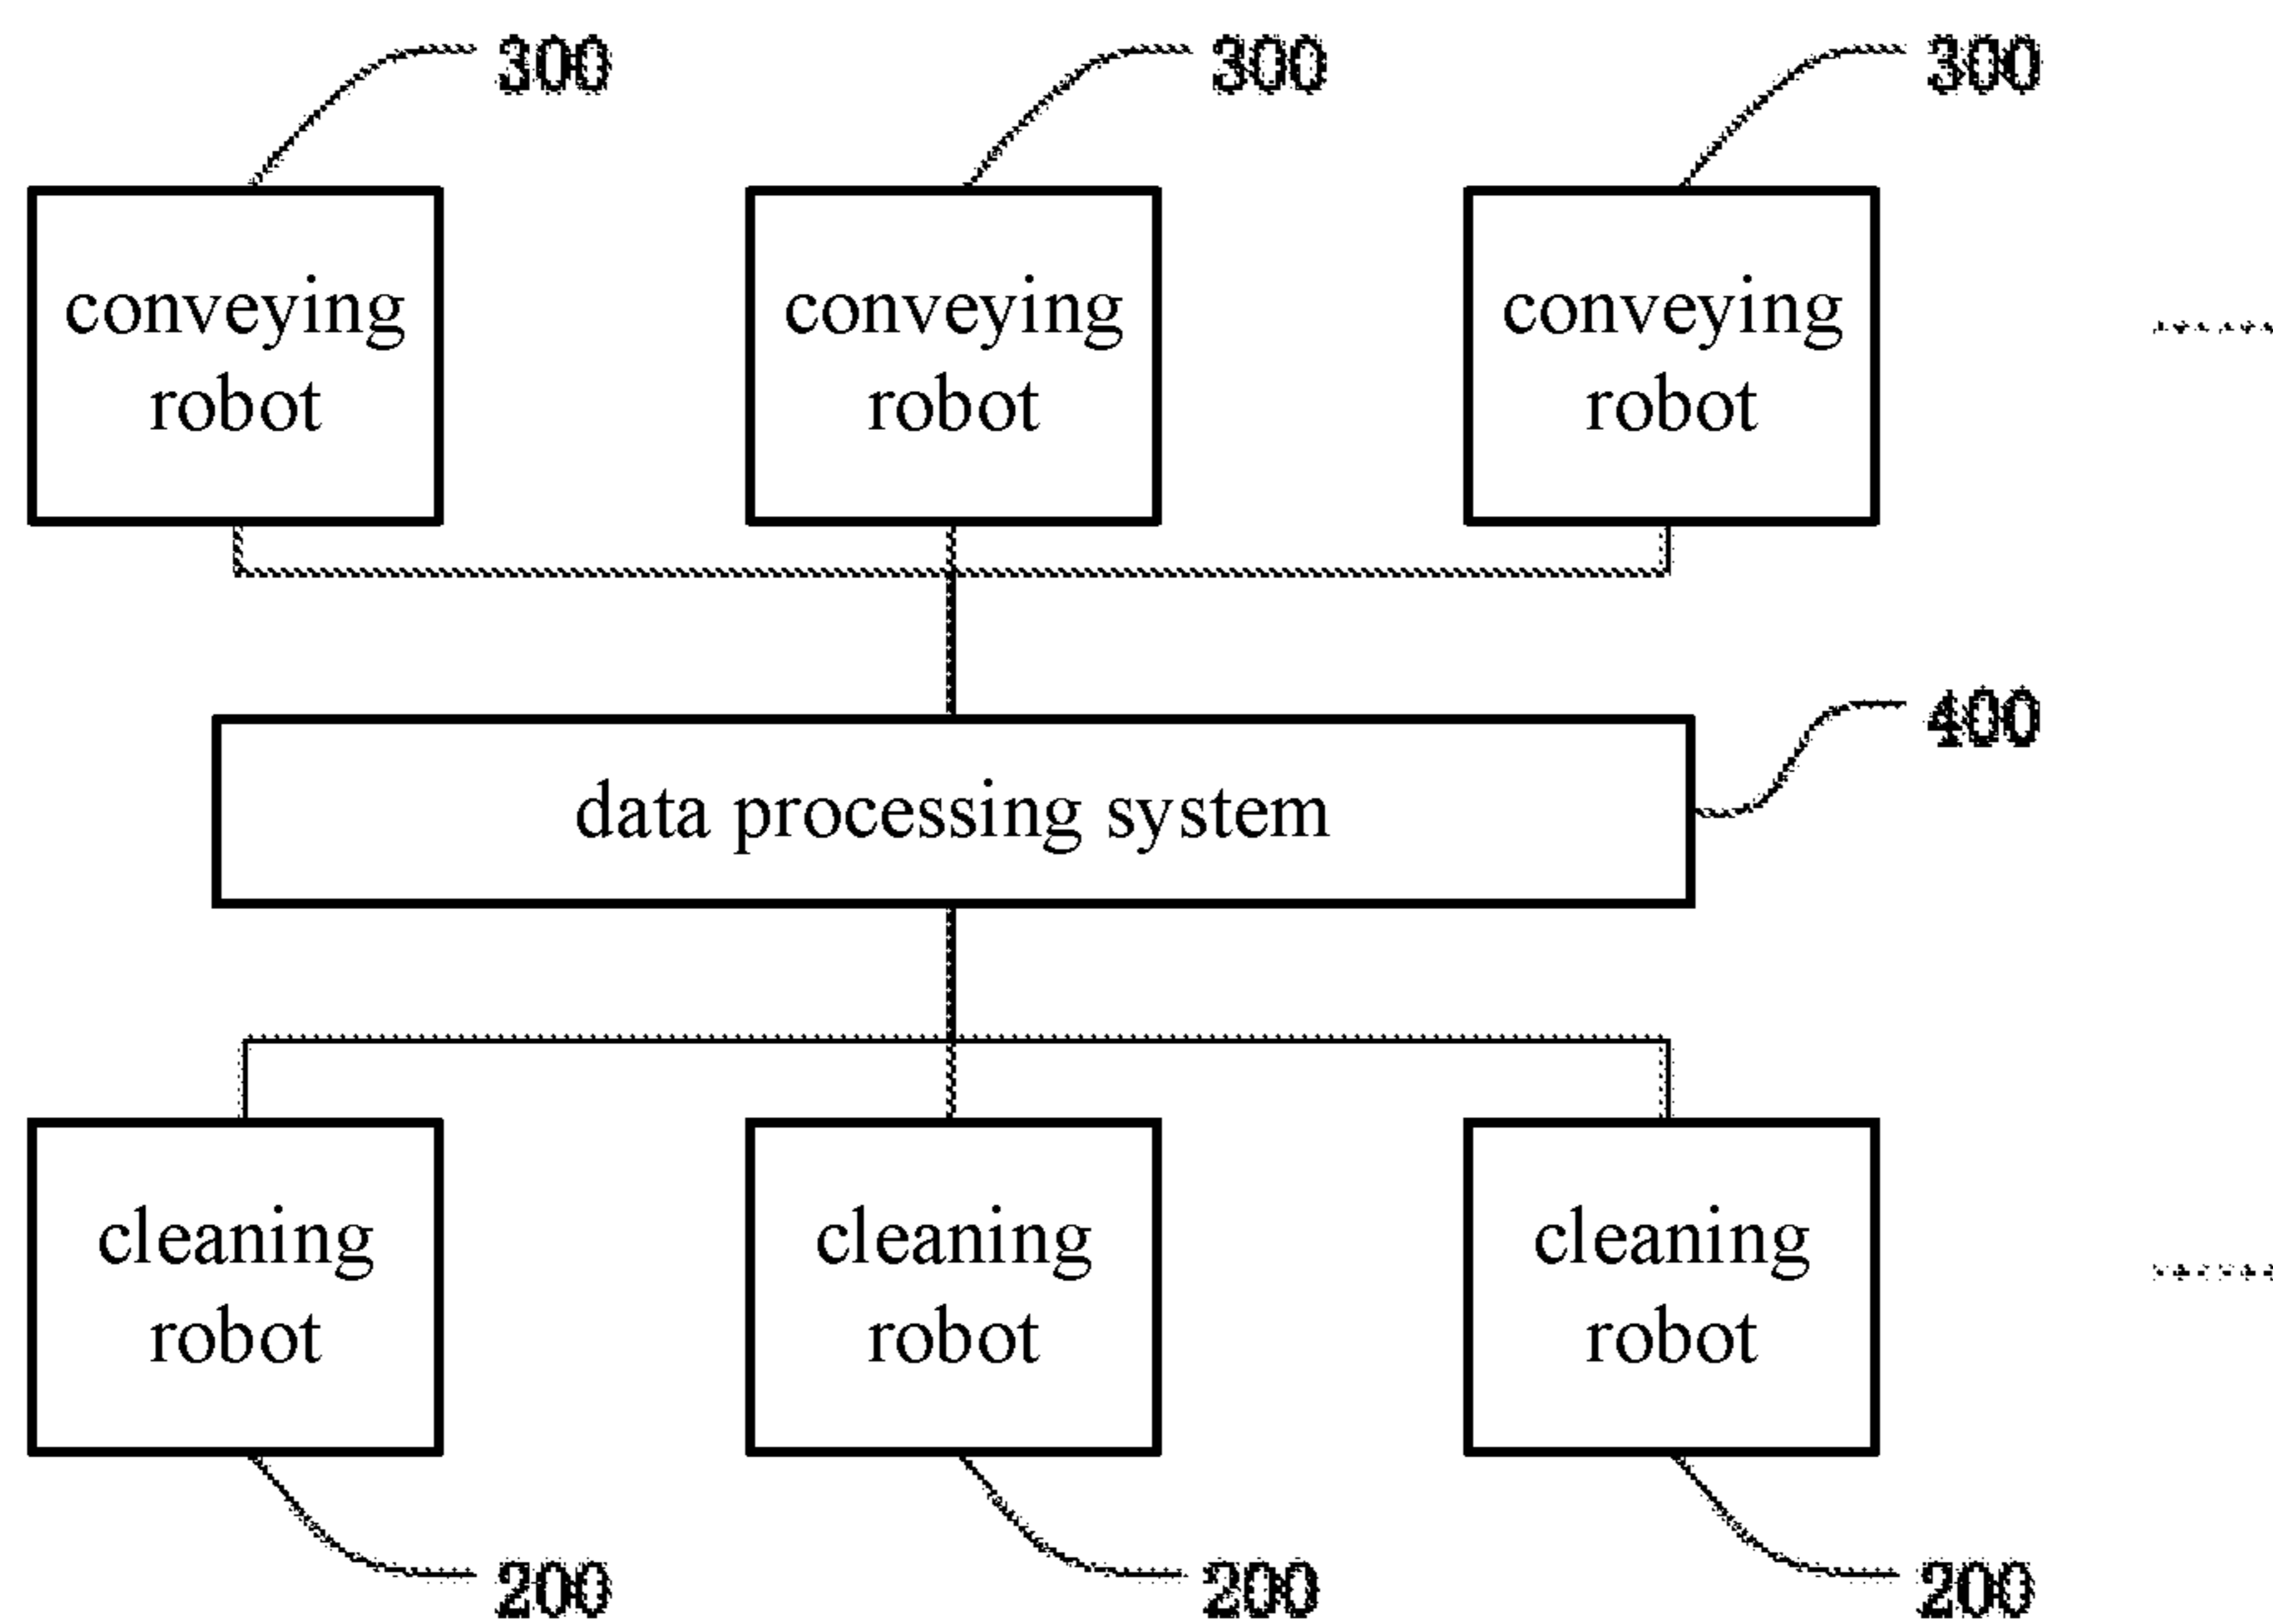 300 300 300
conveying conveying conveying
robot robot robot
400
data processing system
cleaning cleaning cleaning
robot robot robot
200 200 200